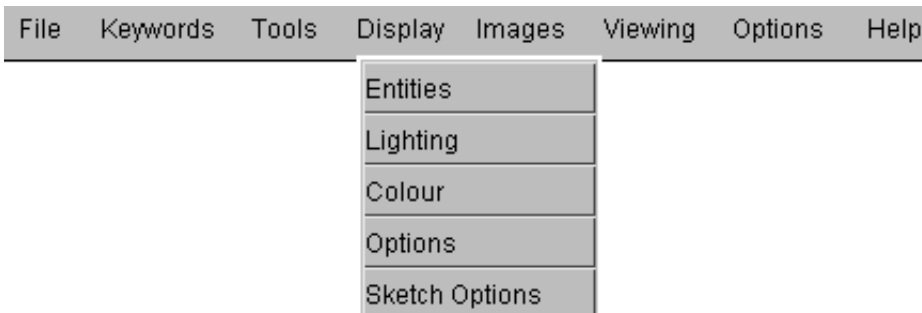 File Keywords Tools Display Images Viewing Options Help
Entities
Lighting
Colour
Options
Sketch Options